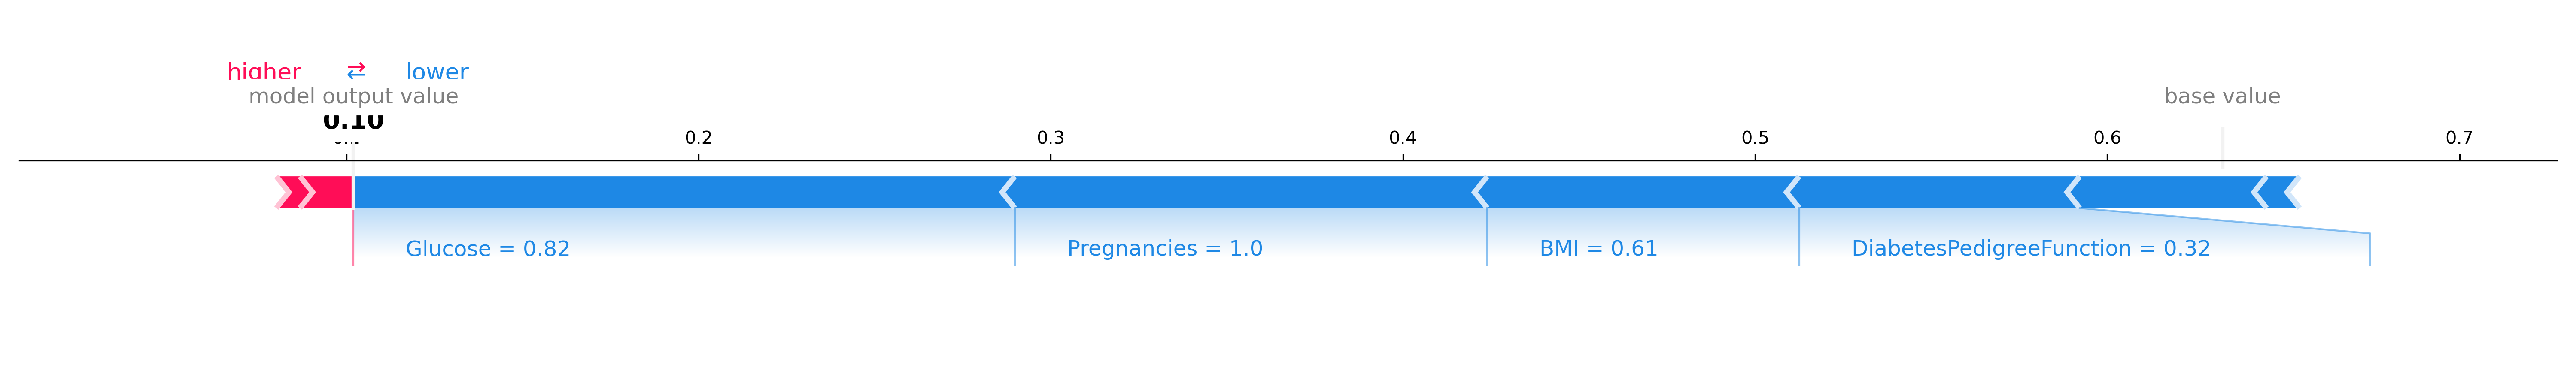 higher ⇄ lower
model output value base value
0.10
0.2 0.3 0.4 0.5 0.6 0.7
Glucose = 0.82 Pregnancies = 1.0 BMI = 0.61 DiabetesPedigreeFunction = 0.32